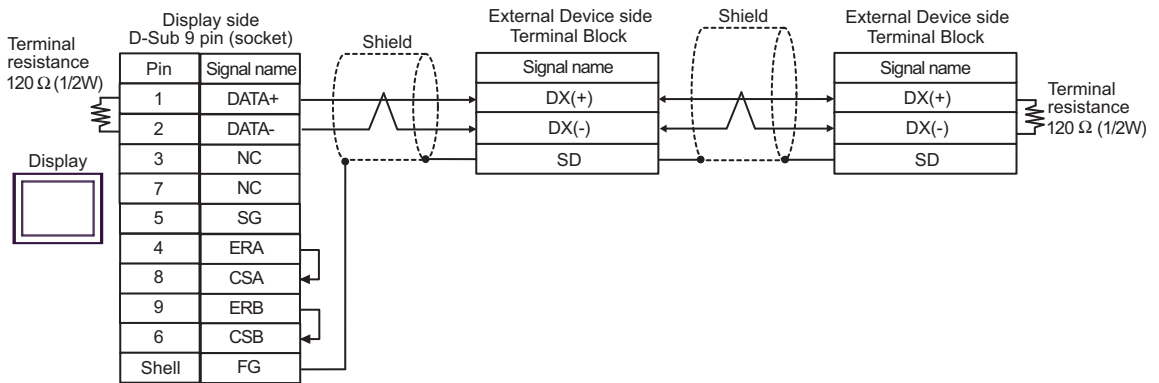 Display side
D-Sub 9 pin (socket)
Terminal
resistance
120 Ω (1/2W)
Shield
External Device side
Terminal Block
Shield
External Device side
Terminal Block
Pin Signal name
Signal name
Signal name
1 DATA+
DX(+)
DX(+)
2 DATA-
DX(-)
DX(-)
Terminal
resistance
120 Ω (1/2W)
3 NC
SD
SD
Display
7 NC
5 SG
4 ERA
8 CSA
9 ERB
6 CSB
Shell FG